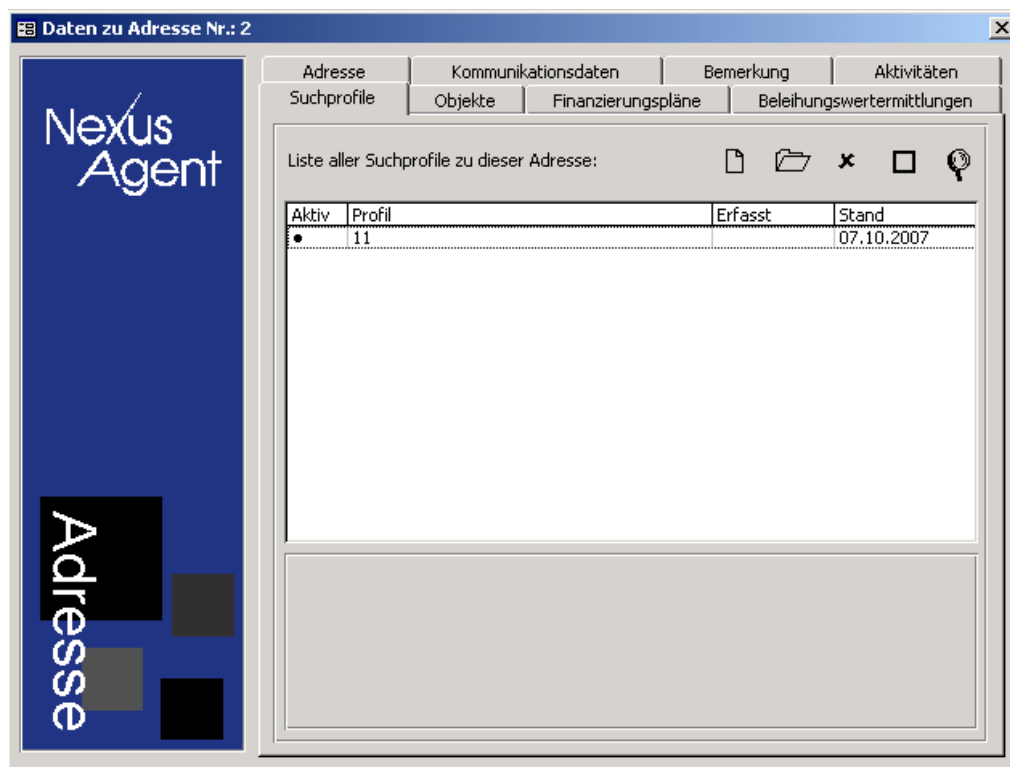 Daten zu Adresse Nr.: 2
Nexus
Agent
Adresse
Adresse Kommunikationsdaten Bemerkung Aktivitäten
Suchprofile Objekte Finanzierungspläne Beleihungswertermittlungen
Liste aller Suchprofile zu dieser Adresse:
Aktiv Profil Erfasst Stand
● 11 07.10.2007